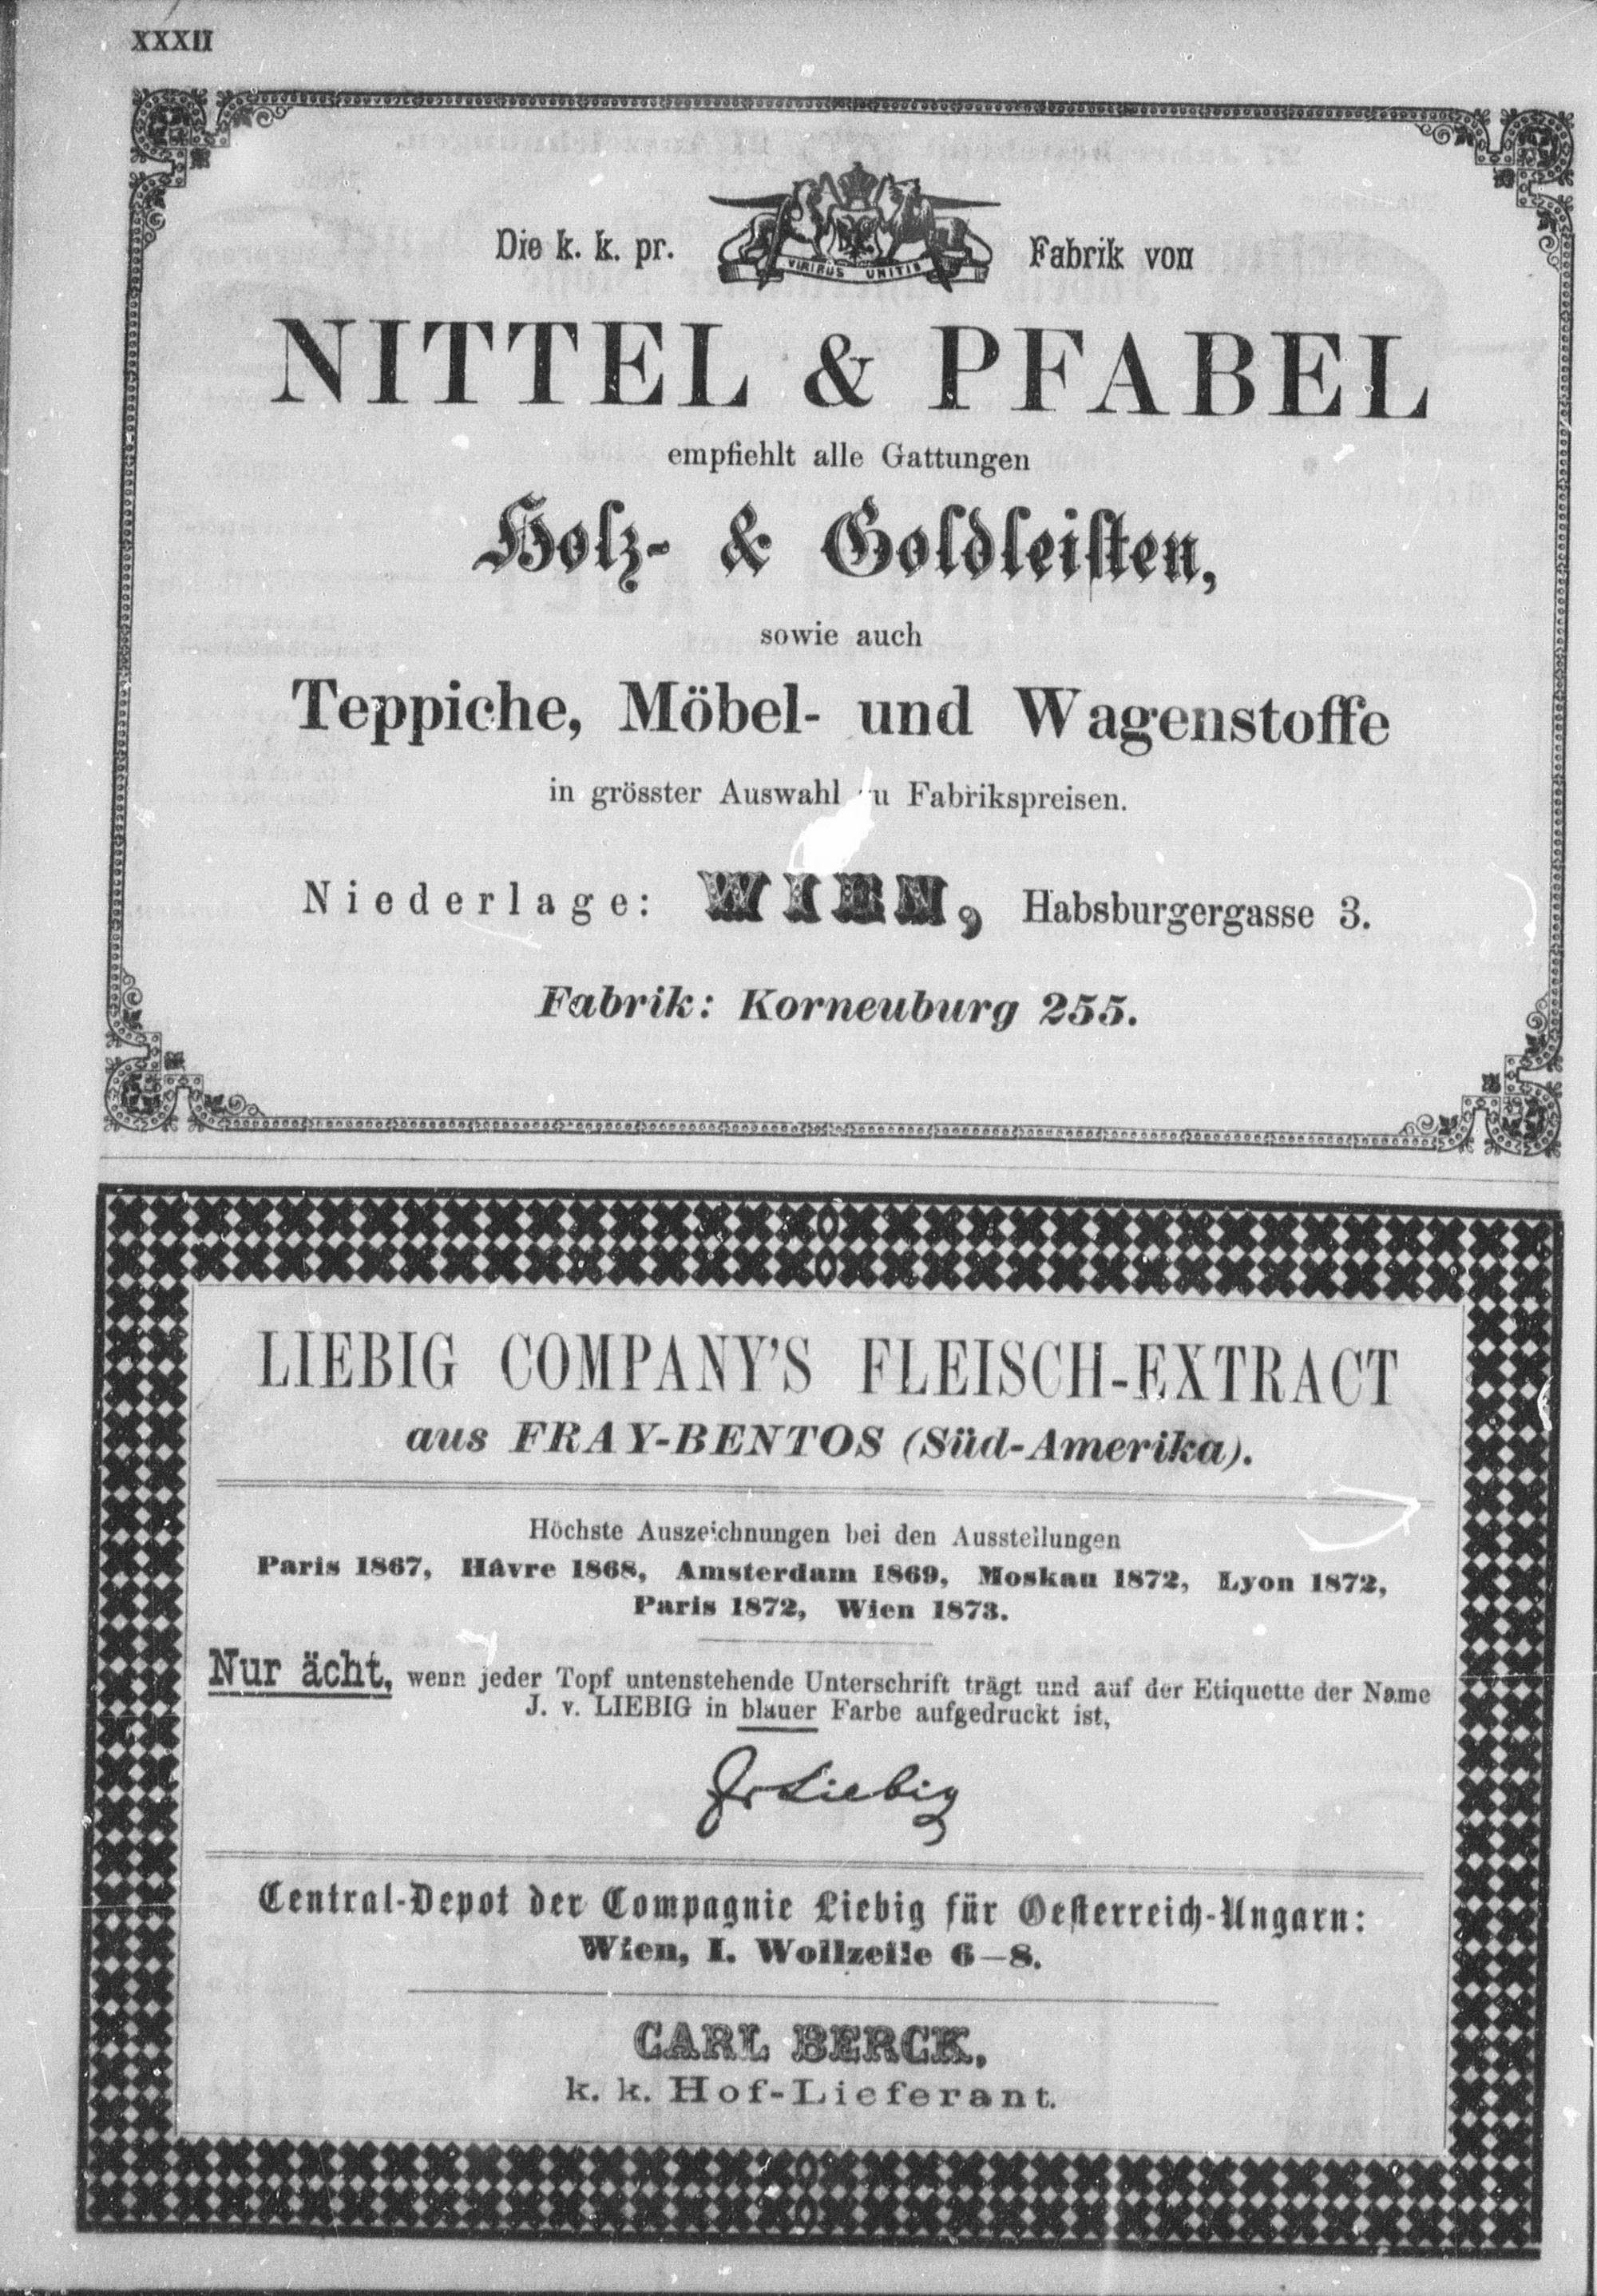 XXXII
Die k. k. pr. Fabrik von
VIRIBUS UNITIS
NITTEL & PFABEL
empfiehlt alle Gattungen
Holz- & Goldleisten,
sowie auch
Teppiche, Möbel- und Wagenstoffe
in grösster Auswahl zu Fabrikspreisen.
Niederlage: WIEN, Habsburgergasse 3.
Fabrik: Korneuburg 255.
LIEBIG COMPANY'S FLEISCH-EXTRACT
aus FRAY-BENTOS (Süd-Amerika).
Höchste Auszeichnungen bei den Ausstellungen
Paris 1867, Hâvre 1868, Amsterdam 1869, Moskau 1872, Lyon 1872,
Paris 1872, Wien 1873.
Nur ächt, wenn jeder Topf untenstehende Unterschrift trägt und auf der Etiquette der Name
J. v. LIEBIG in blauer Farbe aufgedruckt ist,
Jv Liebig
Central-Depot der Compagnie Liebig für Oesterreich-Ungarn:
Wien, I. Wollzeile 6–8.
CARL BERCK,
k. k. Hof-Lieferant.